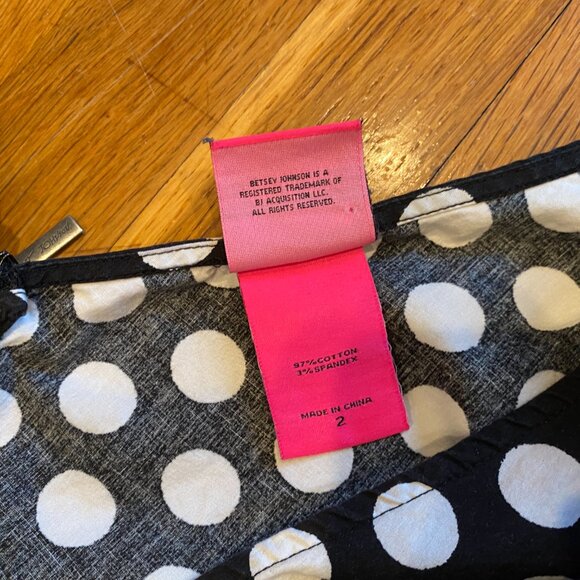 BETSEY JOHNSON IS A
REGISTERED TRADEMARK OF
BJ ACQUISITION LLC.
ALL RIGHTS RESERVED.
97% COTTON
3% SPANDEX
MADE IN CHINA
2